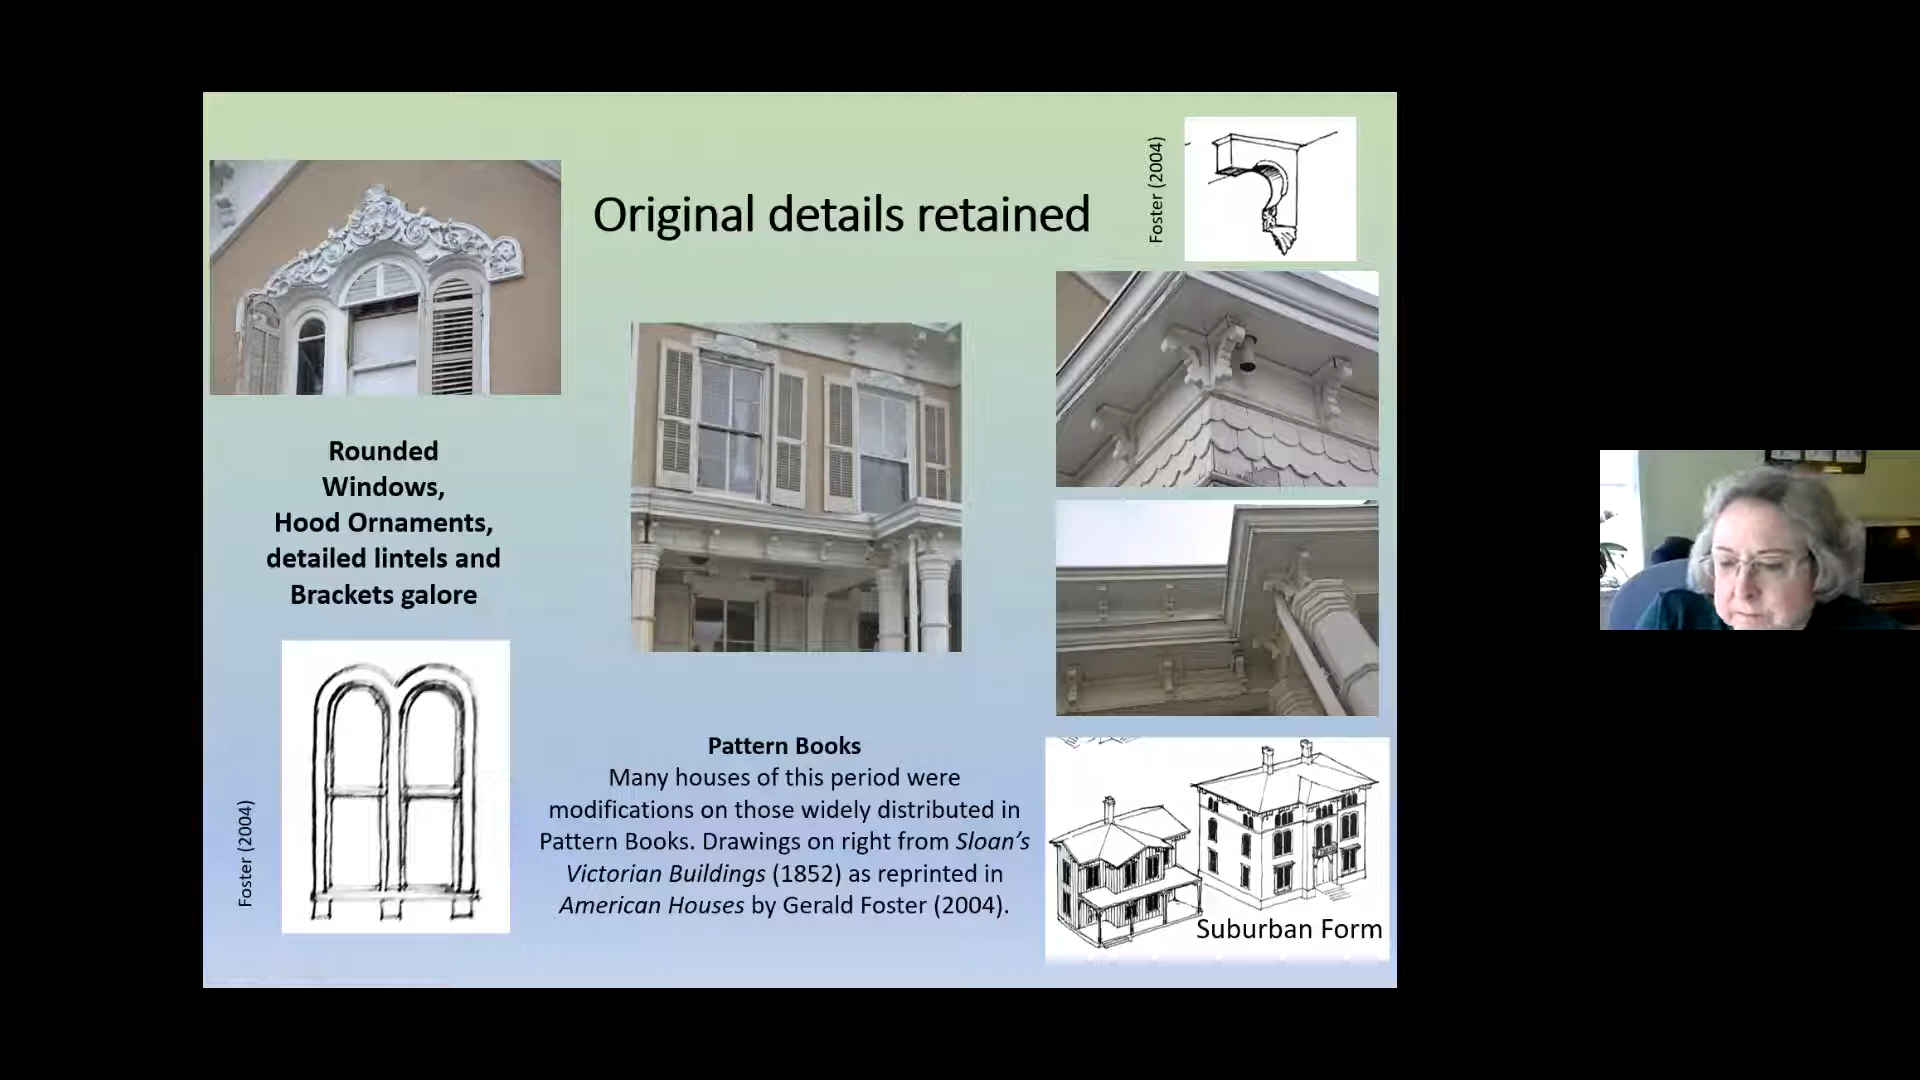 Original details retained
Foster (2004)
Rounded
Windows,
Hood Ornaments,
detailed lintels and
Brackets galore
Foster (2004)
Pattern Books
Many houses of this period were
modifications on those widely distributed in
Pattern Books. Drawings on right from Sloan’s
Victorian Buildings (1852) as reprinted in
American Houses by Gerald Foster (2004).
Suburban Form